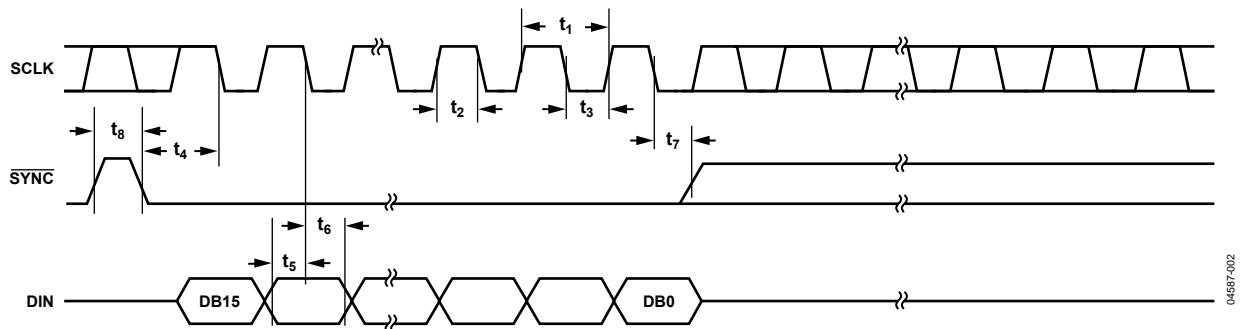 t₁
SCLK
t₂
t₃
t₈
t₄
t₇
SYNC
t₆
t₅
DIN
DB15
DB0
04587-002